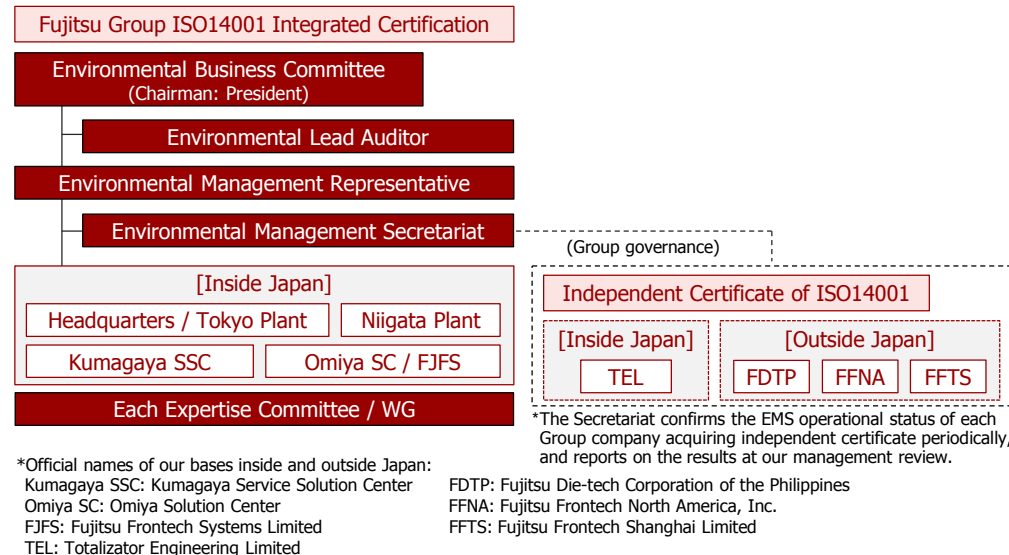 Fujitsu Group ISO14001 Integrated Certification
Environmental Business Committee
(Chairman: President)
Environmental Lead Auditor
Environmental Management Representative
Environmental Management Secretariat
(Group governance)
[Inside Japan]
Headquarters / Tokyo Plant
Niigata Plant
Kumagaya SSC
Omiya SC / FJFS
Each Expertise Committee / WG
Independent Certificate of ISO14001
[Inside Japan]
TEL
[Outside Japan]
FDTP
FFNA
FFTS
*The Secretariat confirms the EMS operational status of each
Group company acquiring independent certificate periodically,
and reports on the results at our management review.
*Official names of our bases inside and outside Japan:
Kumagaya SSC: Kumagaya Service Solution Center
Omiya SC: Omiya Solution Center
FJFS: Fujitsu Frontech Systems Limited
TEL: Totalizator Engineering Limited
FDTP: Fujitsu Die-tech Corporation of the Philippines
FFNA: Fujitsu Frontech North America, Inc.
FFTS: Fujitsu Frontech Shanghai Limited